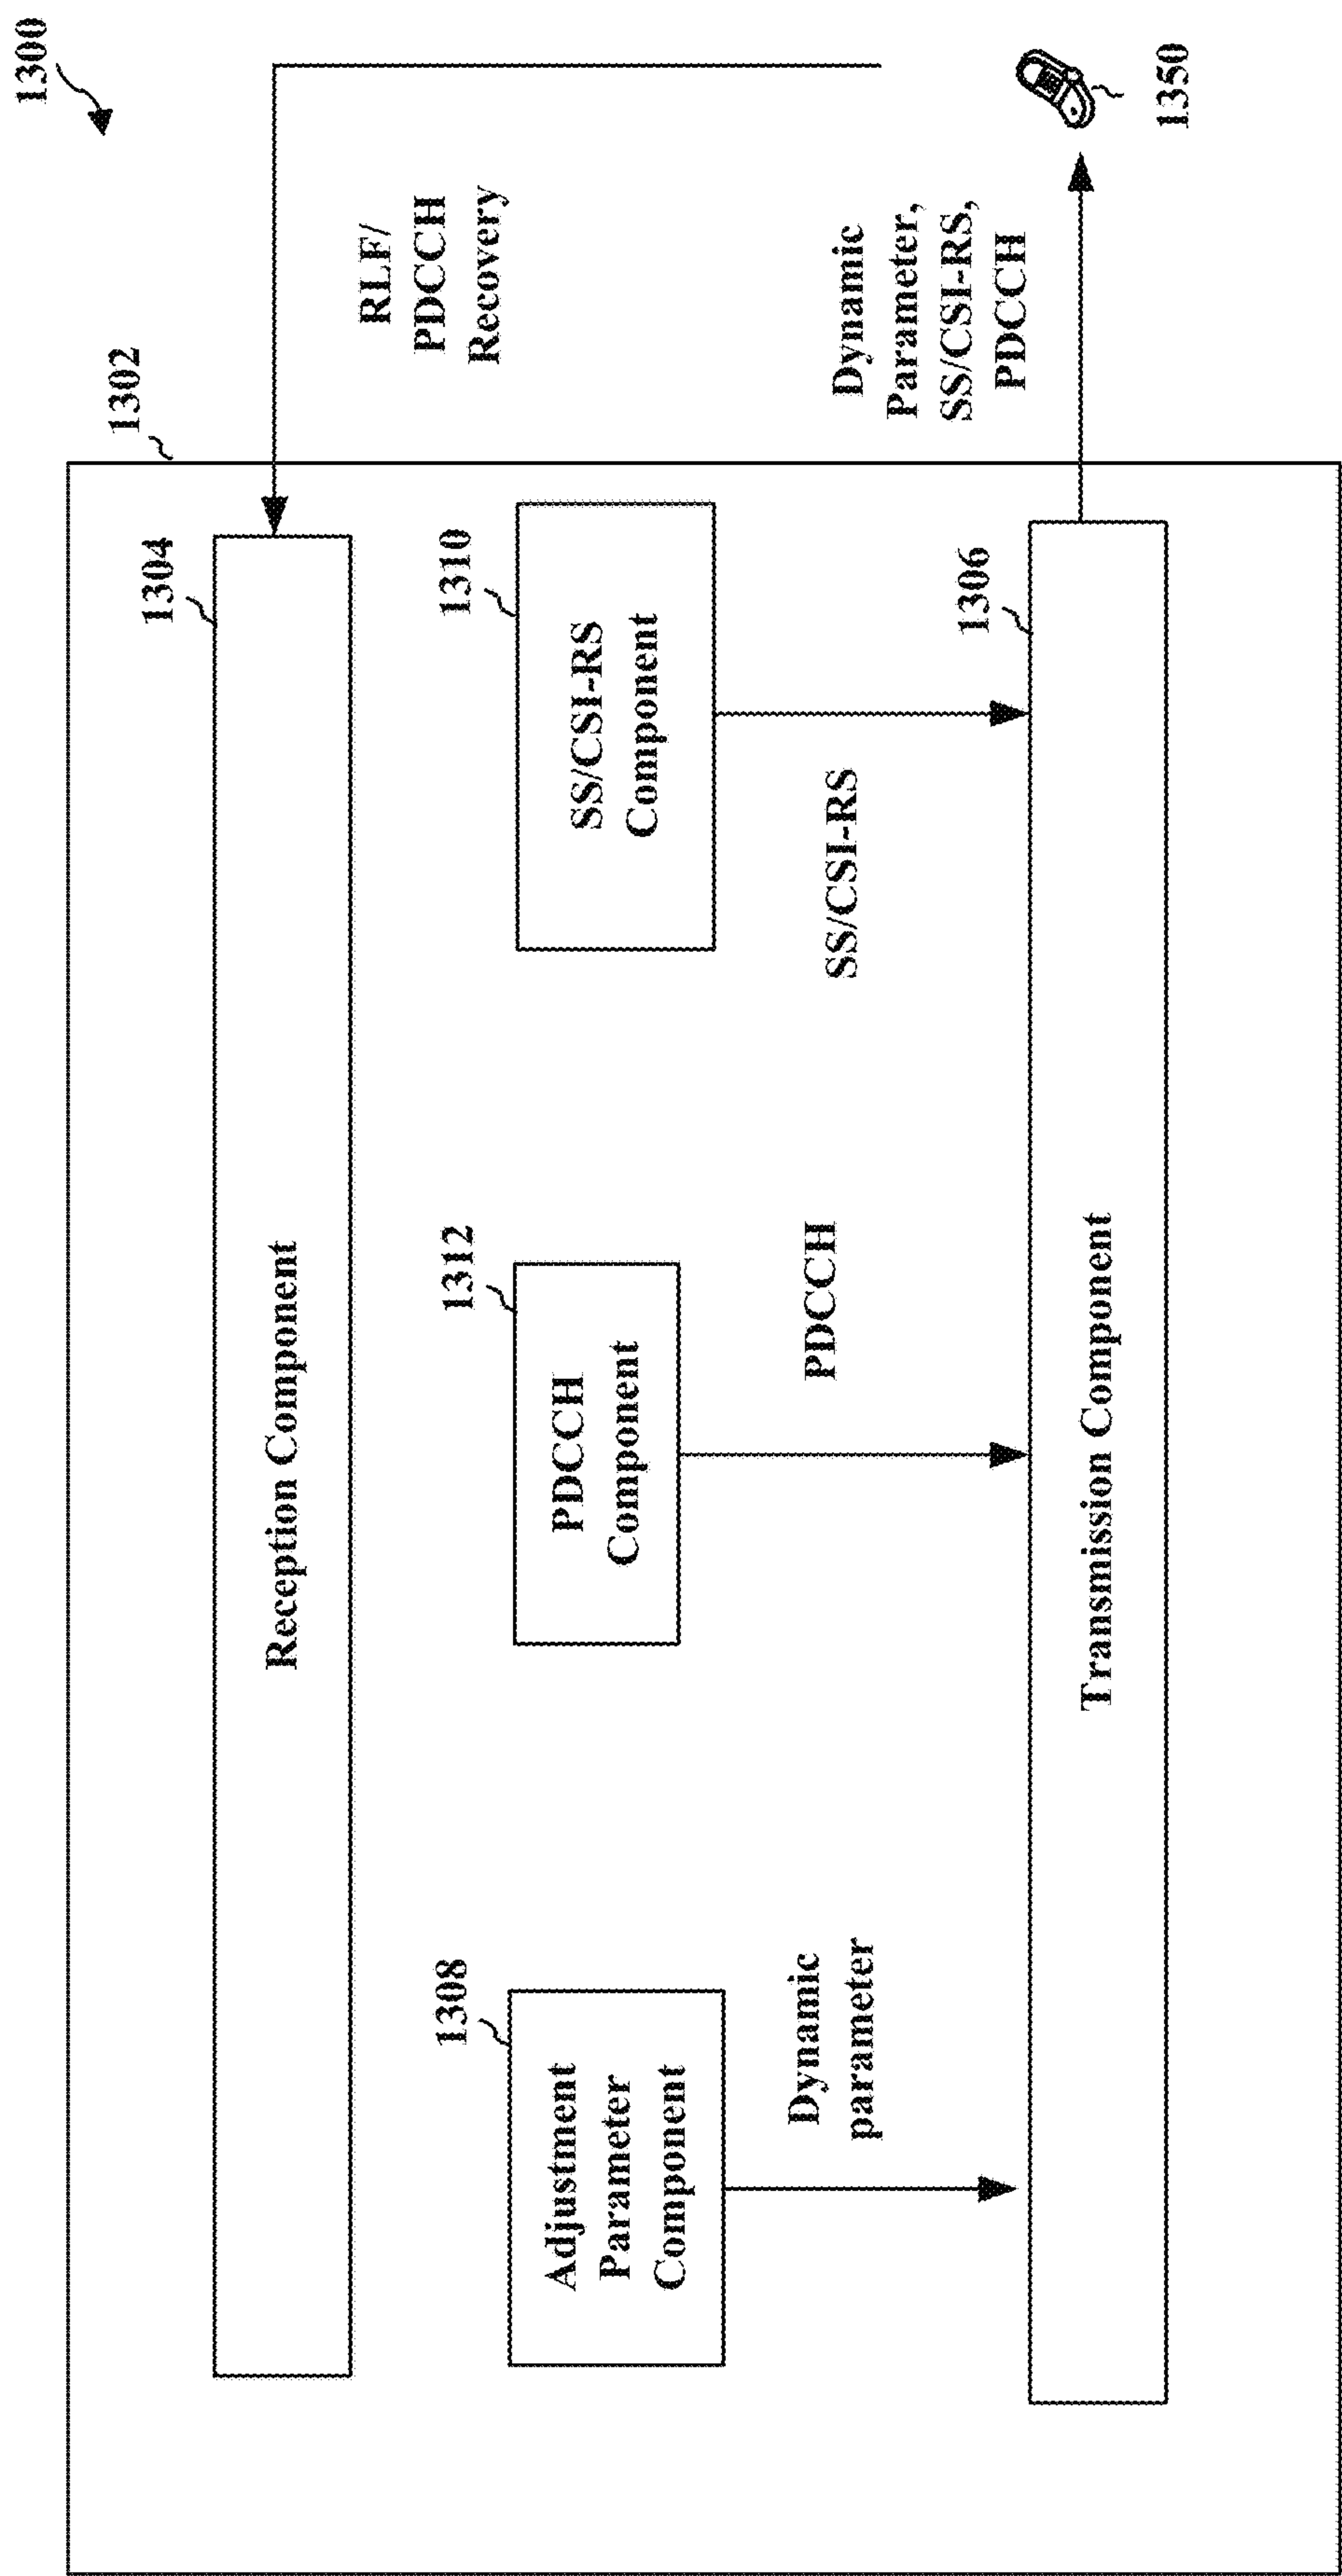 1300
1302
1304
Reception Component
RLF/
PDCCH
Recovery
1308
Adjustment
Parameter
Component
1312
PDCCH
Component
1310
SS/CSI-RS
Component
Dynamic
parameter
PDCCH
SS/CSI-RS
Dynamic
Parameter,
SS/CSI-RS,
PDCCH
1306
Transmission Component
1350